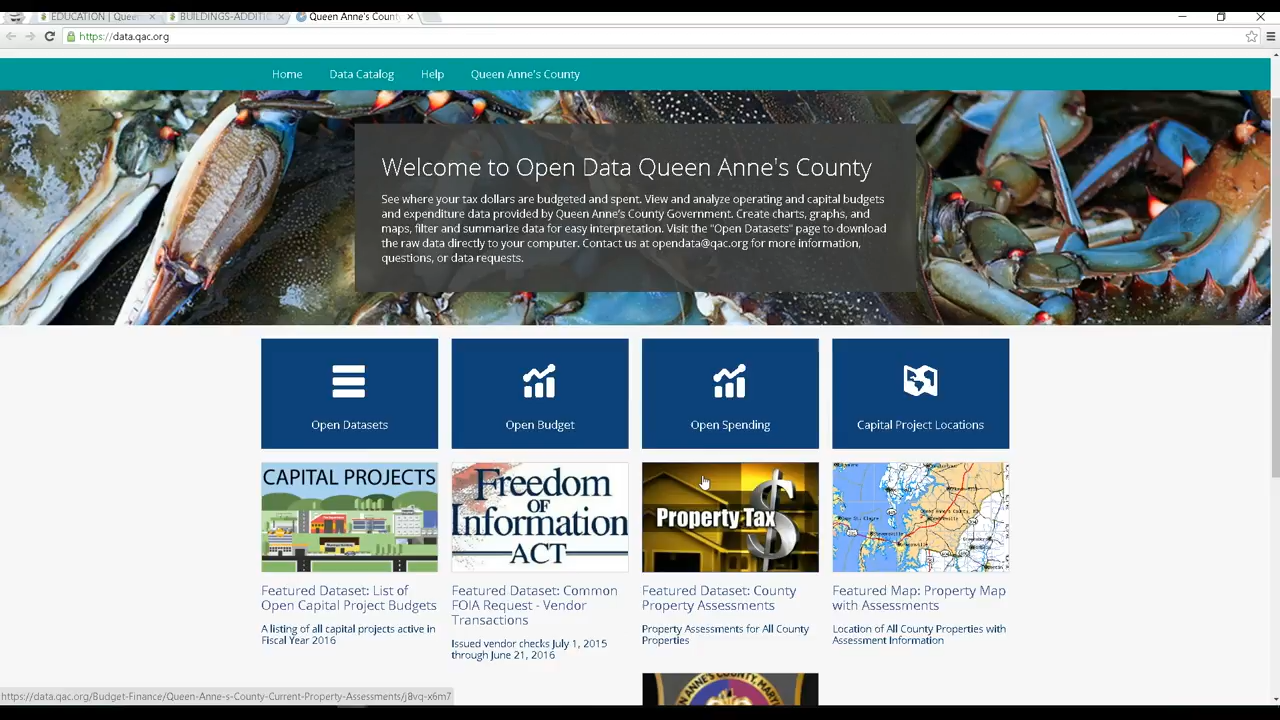 EDUCATION | Quee
BUILDINGS-ADDITIO
Queen Anne's Count
https://data.qac.org
Home
Data Catalog
Help
Queen Anne's County
Welcome to Open Data Queen Anne's County
See where your tax dollars are budgeted and spent. View and analyze operating and capital budgets
and expenditure data provided by Queen Anne's County Government. Create charts, graphs, and
maps, filter and summarize data for easy interpretation. Visit the "Open Datasets" page to download
the raw data directly to your computer. Contact us at opendata@qac.org for more information,
questions, or data requests.
Open Datasets
Open Budget
Open Spending
Capital Project Locations
CAPITAL PROJECTS
Freedom
OF
Information
ACT
Property Tax
Featured Dataset: List of
Open Capital Project Budgets
A listing of all capital projects active in
Fiscal Year 2016
Featured Dataset: Common
FOIA Request - Vendor
Transactions
Issued vendor checks July 1, 2015
through June 21, 2016
Featured Dataset: County
Property Assessments
Property Assessments for All County
Properties
Featured Map: Property Map
with Assessments
Location of All County Properties with
Assessment Information
https://data.qac.org/Budget-Finance/Queen-Anne-s-County-Current-Property-Assessments/j8vq-x6m7